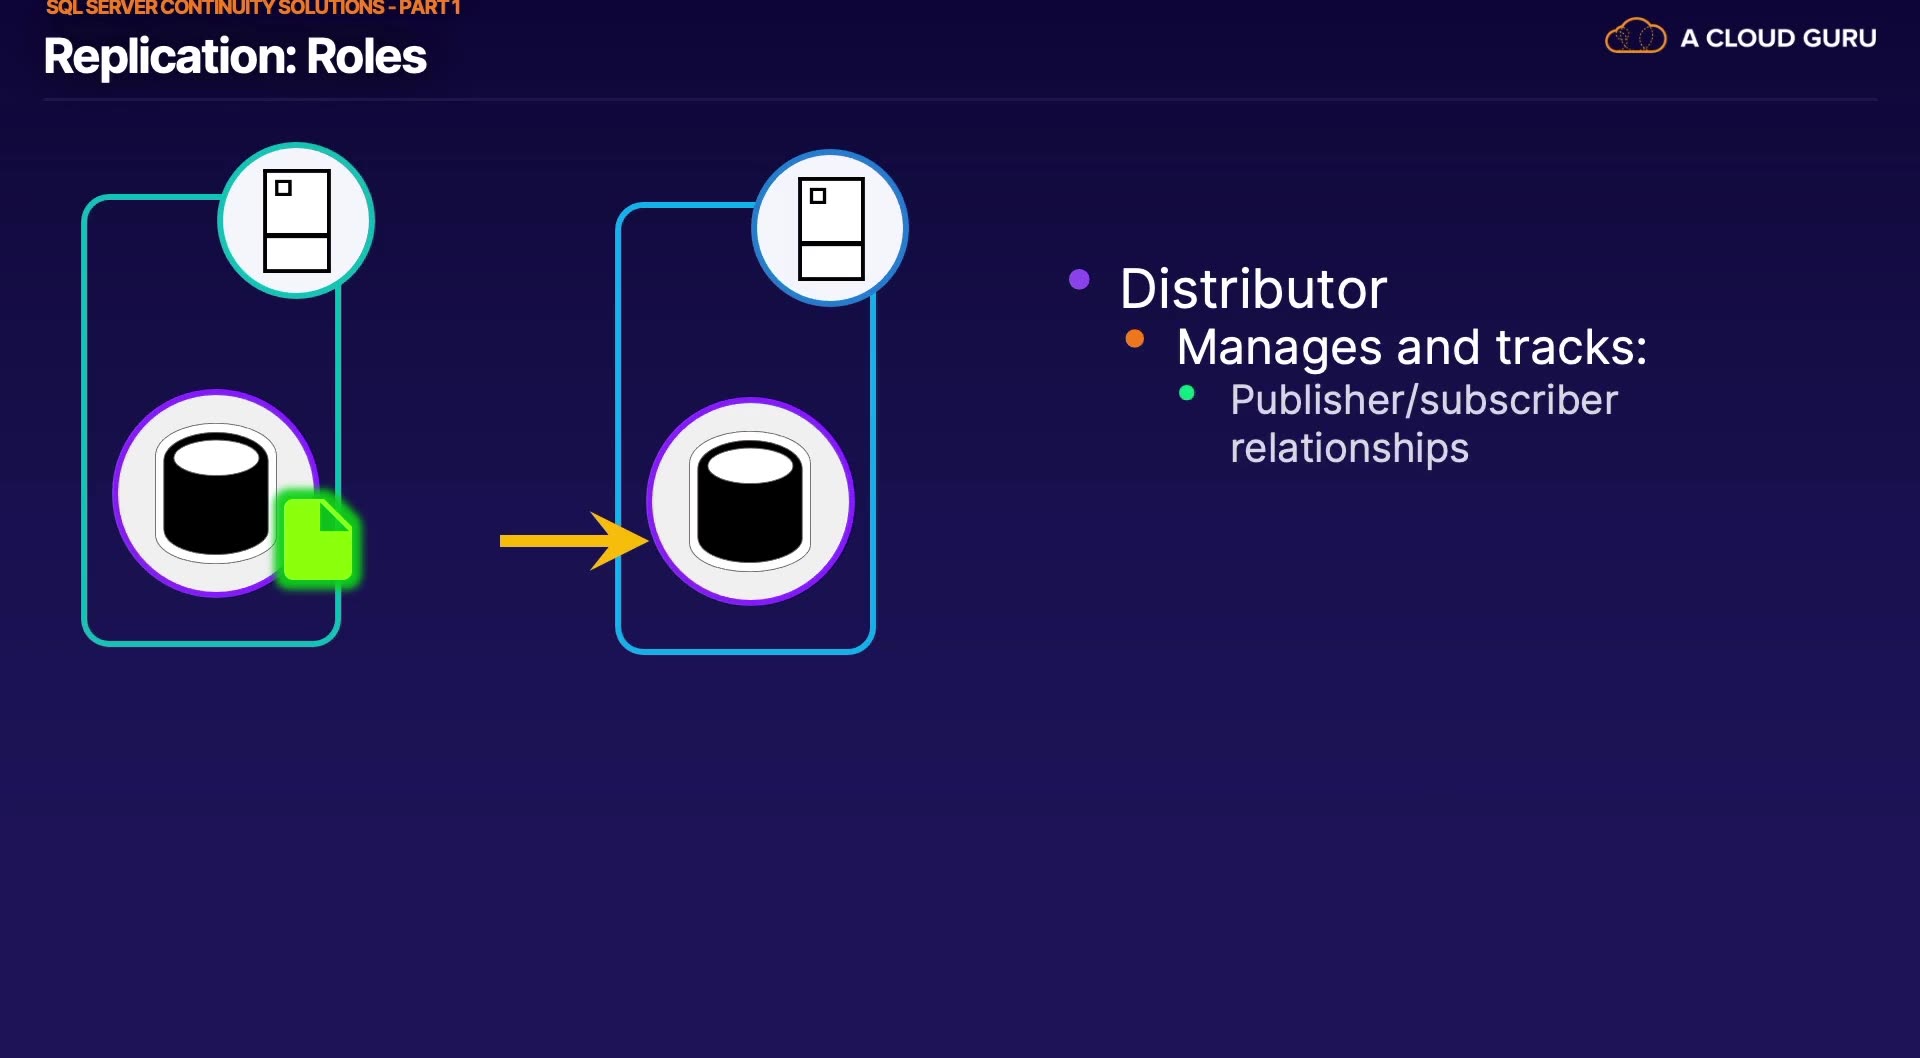 SQL SERVER CONTINUITY SOLUTIONS - PART 1
Replication: Roles
A CLOUD GURU
Distributor
Manages and tracks:
Publisher/subscriber
relationships